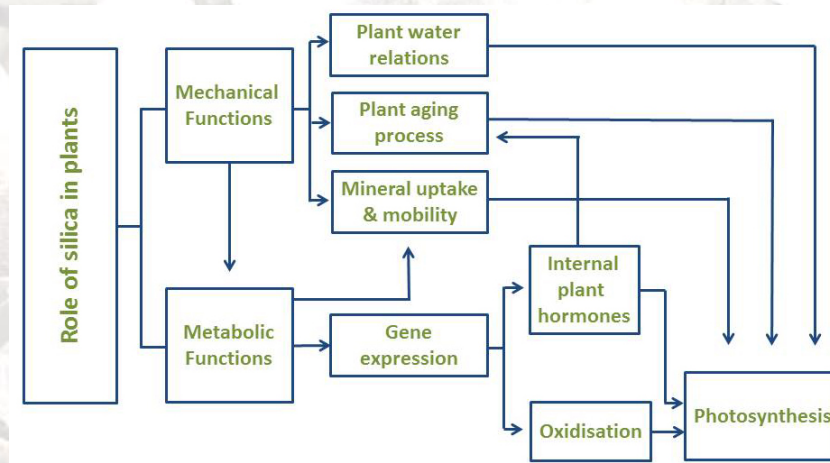 Role of silica in plants
Mechanical
Functions
Metabolic
Functions
Plant water
relations
Plant aging
process
Mineral uptake
& mobility
Gene
expression
Internal
plant
hormones
Oxidisation
Photosynthesis